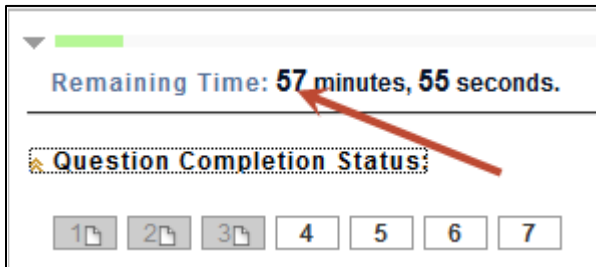 Remaining Time: 57 minutes, 55 seconds.
Question Completion Status:
1 2 3 4 5 6 7